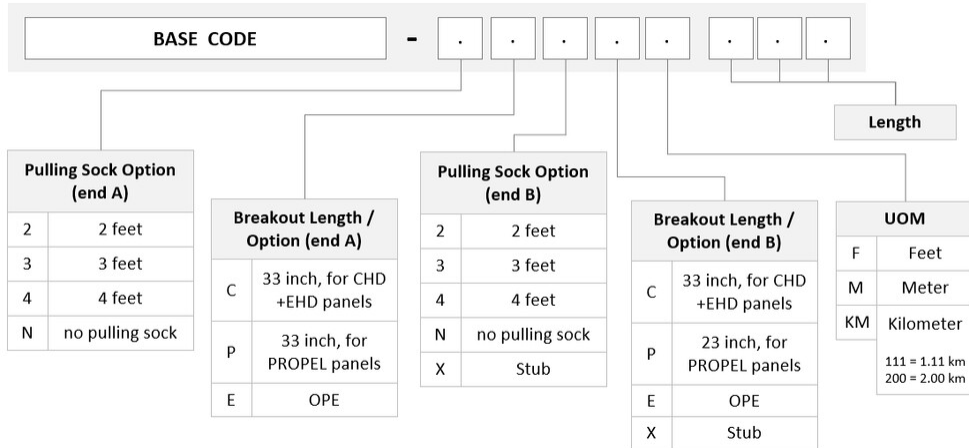 BASE CODE - . . . . . . . .
Length
Pulling Sock Option
(end A)
2 2 feet
3 3 feet
4 4 feet
N no pulling sock
Breakout Length /
Option (end A)
C 33 inch, for CHD
+EHD panels
P 33 inch, for
PROPEL panels
E OPE
Pulling Sock Option
(end B)
2 2 feet
3 3 feet
4 4 feet
N no pulling sock
X Stub
Breakout Length /
Option (end B)
C 33 inch, for CHD
+EHD panels
P 23 inch, for
PROPEL panels
E OPE
X Stub
UOM
F Feet
M Meter
KM Kilometer
111 = 1.11 km
200 = 2.00 km